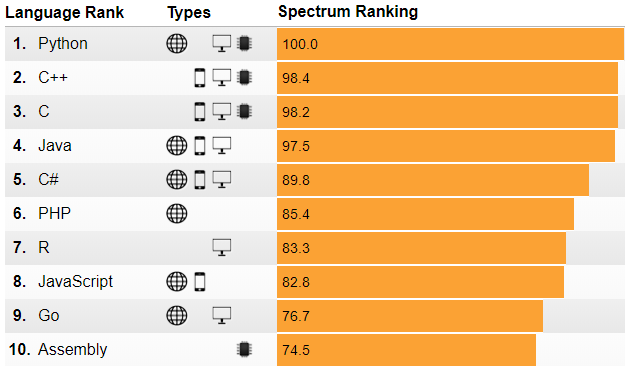 Language Rank Types Spectrum Ranking
1. Python 100.0
2. C++ 98.4
3. C 98.2
4. Java 97.5
5. C# 89.8
6. PHP 85.4
7. R 83.3
8. JavaScript 82.8
9. Go 76.7
10. Assembly 74.5